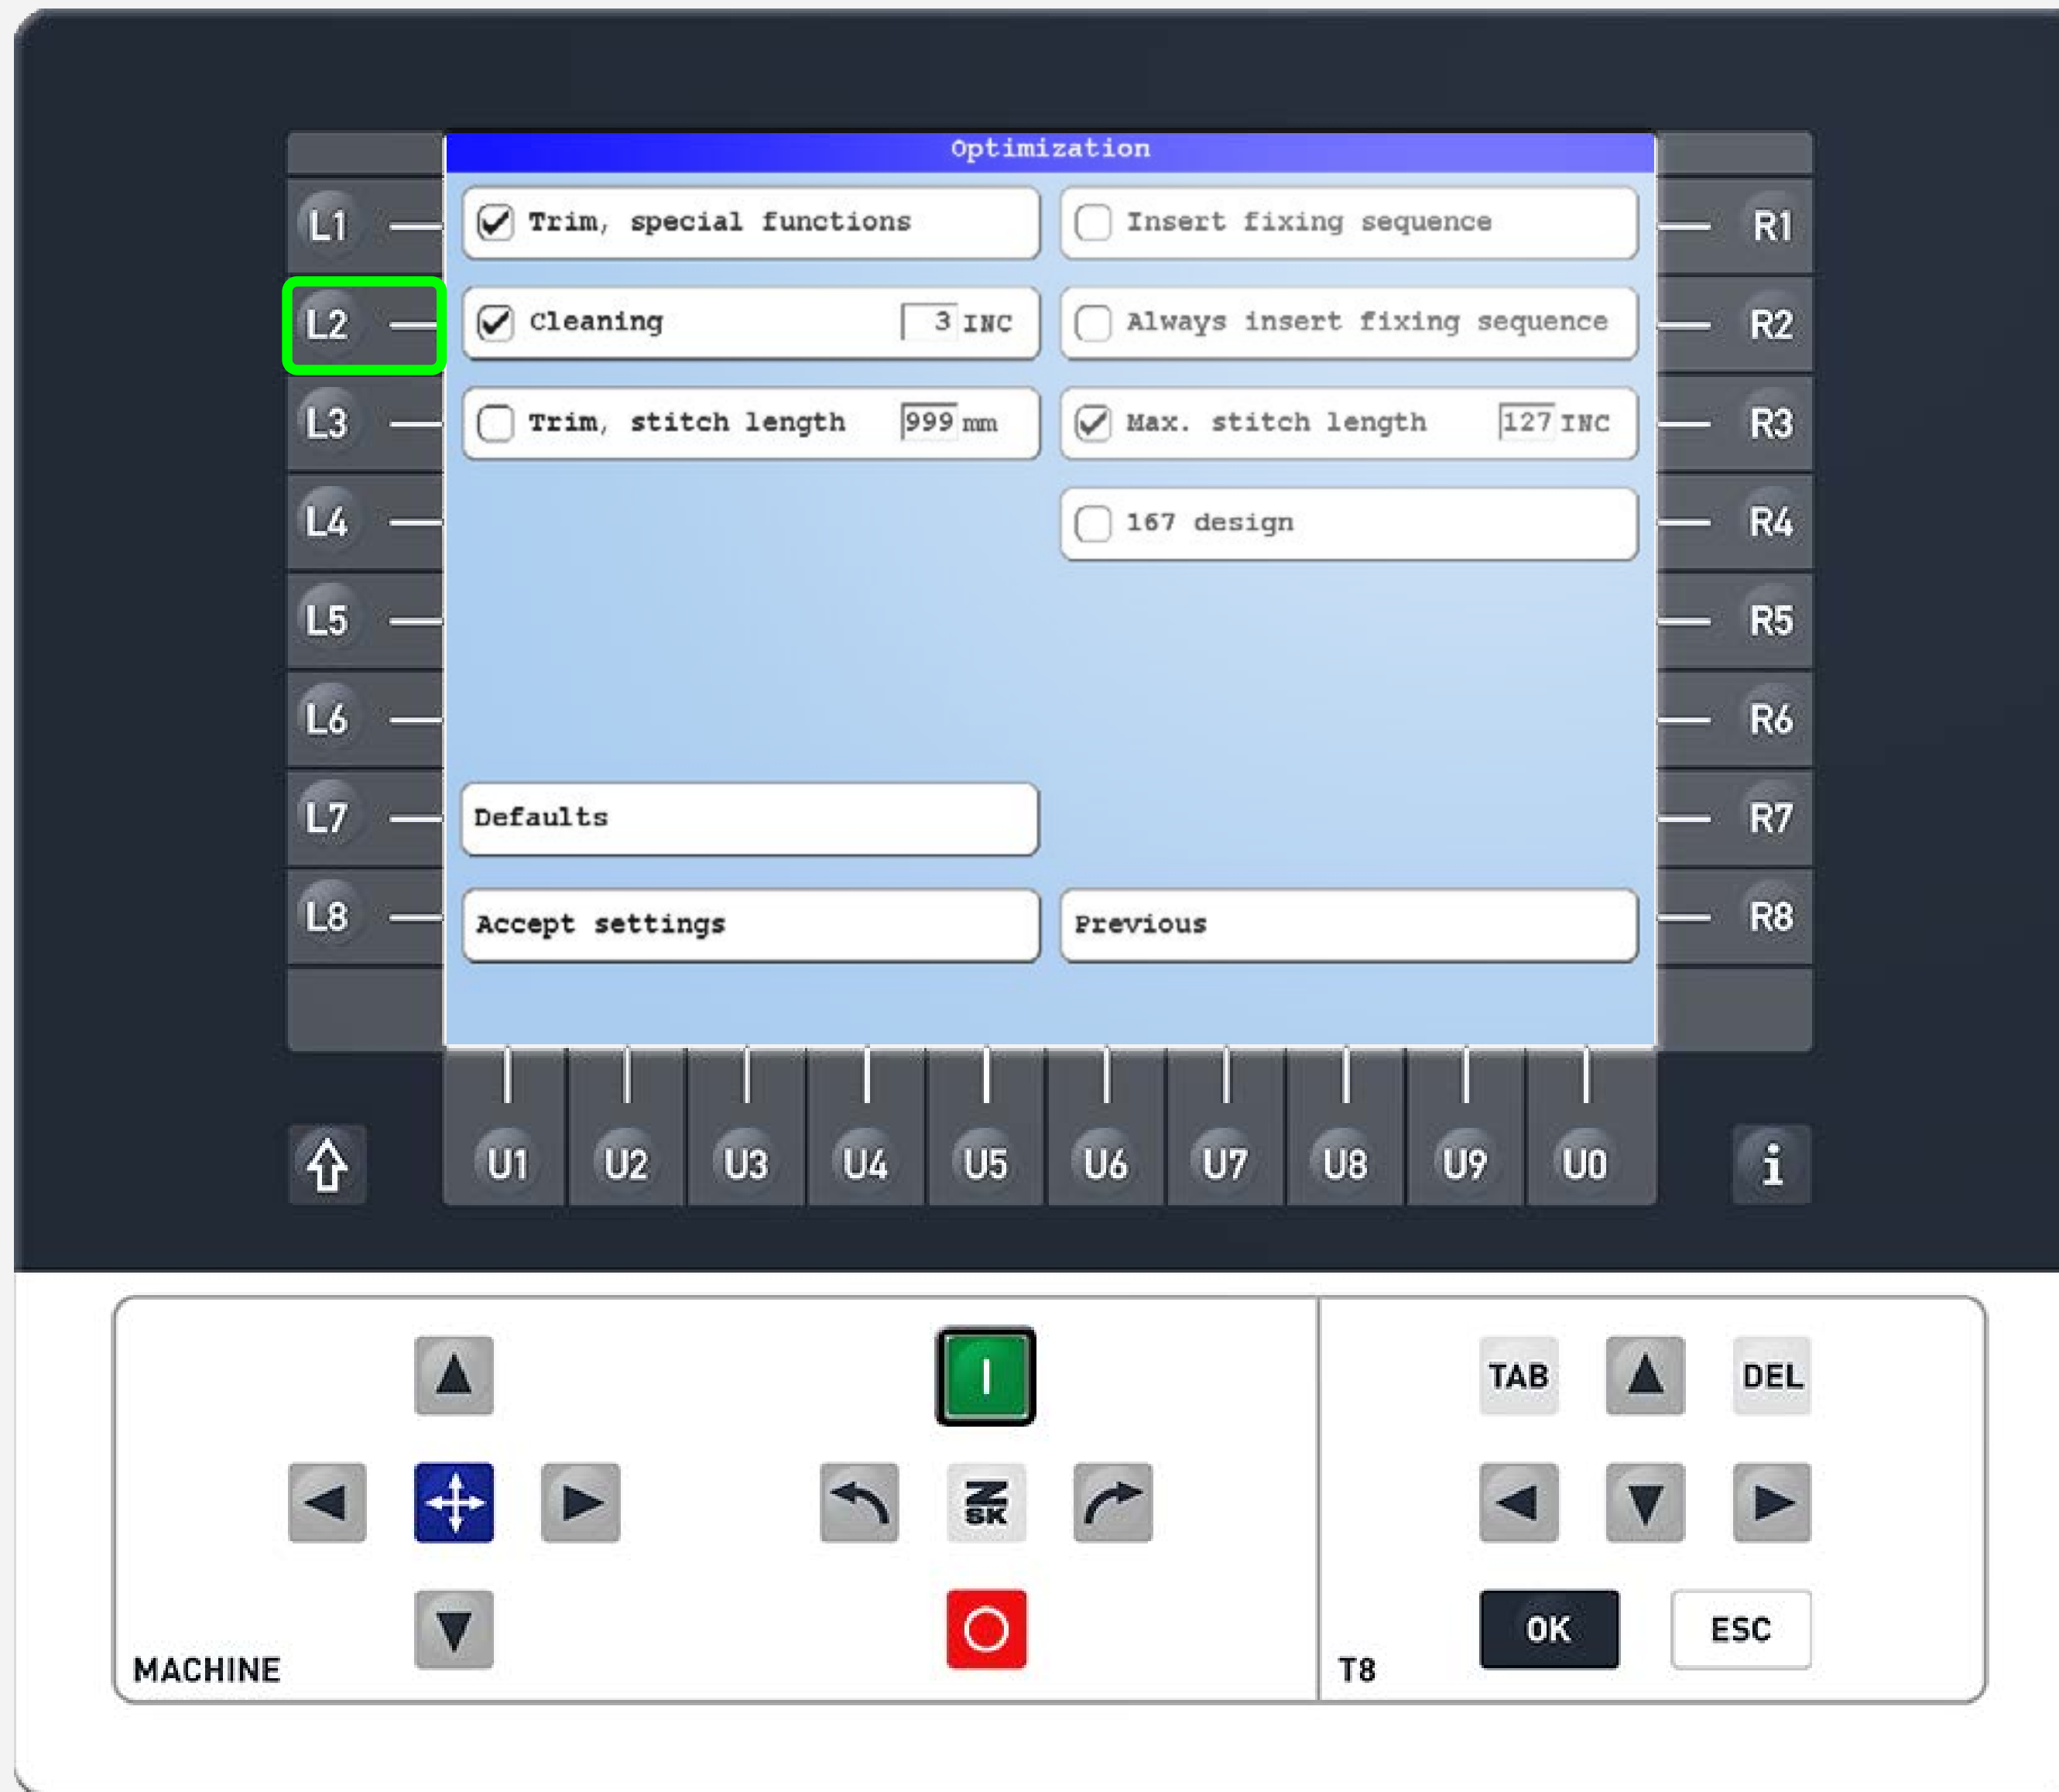 Optimization
L1
Trim, special functions
Insert fixing sequence
R1
L2
Cleaning 3 INC
Always insert fixing sequence
R2
L3
Trim, stitch length 999 mm
Max. stitch length 127 INC
R3
L4
167 design
R4
L5
R5
L6
R6
L7
Defaults
R7
L8
Accept settings
Previous
R8
U1 U2 U3 U4 U5 U6 U7 U8 U9 U0
i
I
TAB
DEL
ZSK
OK
ESC
MACHINE
T8